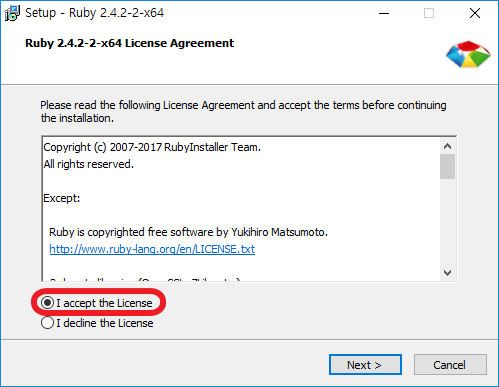 Setup - Ruby 2.4.2-2-x64
Ruby 2.4.2-2-x64 License Agreement
Please read the following License Agreement and accept the terms before continuing
the installation.
Copyright (c) 2007-2017 RubyInstaller Team.
All rights reserved.
Except:
Ruby is copyrighted free software by Yukihiro Matsumoto.
http://www.ruby-lang.org/en/LICENSE.txt
I accept the License
I decline the License
Next >
Cancel